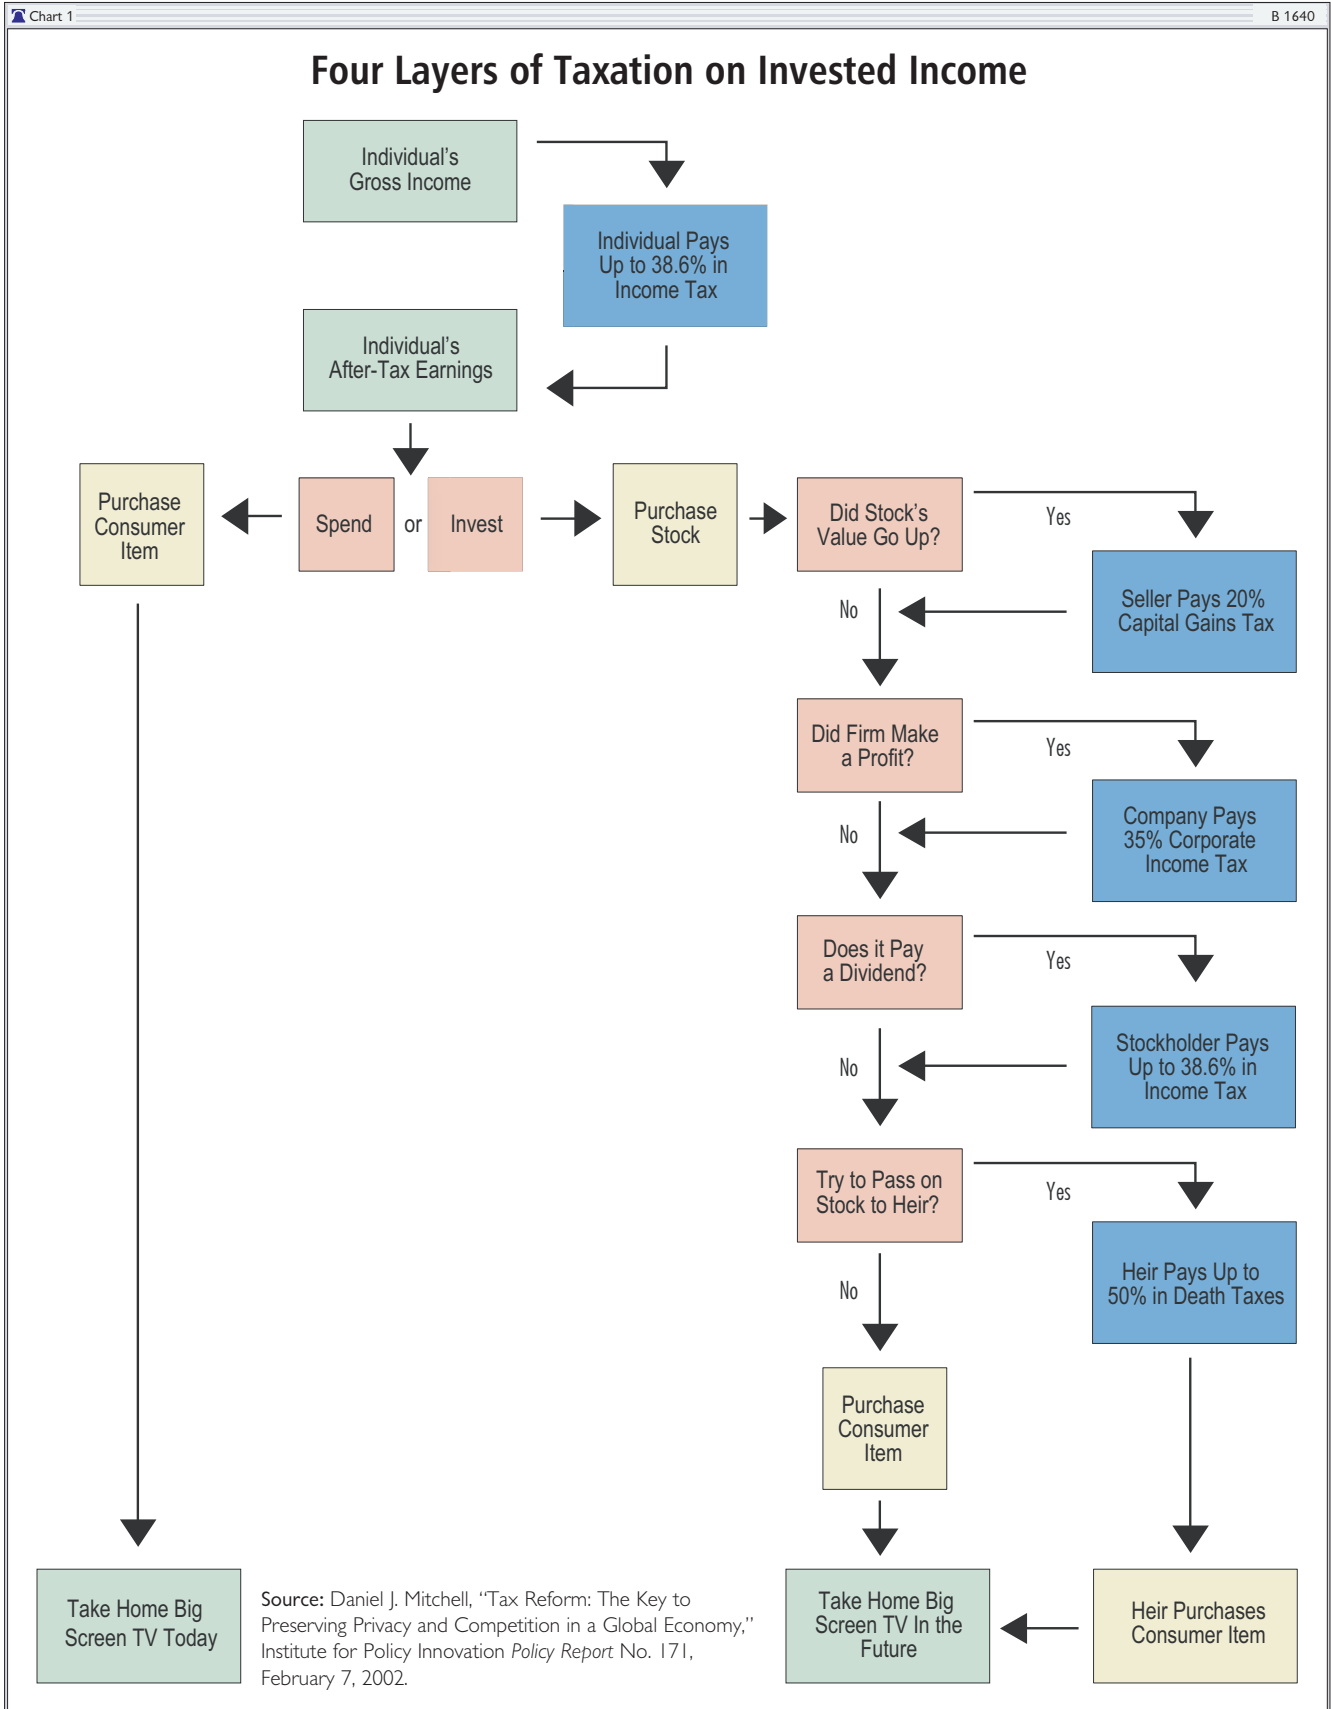 Chart 1
B 1640
Four Layers of Taxation on Invested Income
Individual's
Gross Income
Individual Pays
Up to 38.6% in
Income Tax
Individual's
After-Tax Earnings
Purchase
Consumer
Item
Spend
or
Invest
Purchase
Stock
Did Stock's
Value Go Up?
Yes
Seller Pays 20%
Capital Gains Tax
No
Did Firm Make
a Profit?
Yes
Company Pays
35% Corporate
Income Tax
No
Does it Pay
a Dividend?
Yes
Stockholder Pays
Up to 38.6% in
Income Tax
No
Try to Pass on
Stock to Heir?
Yes
Heir Pays Up to
50% in Death Taxes
No
Purchase
Consumer
Item
Take Home Big
Screen TV Today
Source: Daniel J. Mitchell, “Tax Reform: The Key to
Preserving Privacy and Competition in a Global Economy,”
Institute for Policy Innovation Policy Report No. 171,
February 7, 2002.
Take Home Big
Screen TV In the
Future
Heir Purchases
Consumer Item